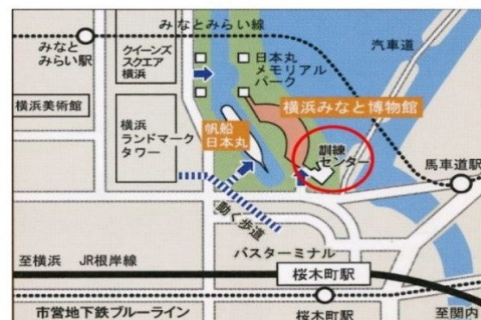 みなとみらい線
みなと
みらい駅
クイーンズ
スクエア
横浜
日本丸
メモリアル
パーク
汽車道
横浜美術館
横浜みなと博物館
横浜
ランドマーク
タワー
帆船
日本丸
訓練
センター
馬車道駅
動く歩道
バスターミナル
至横浜 JR根岸線
桜木町駅
市営地下鉄ブルーライン
桜木町駅
至関内